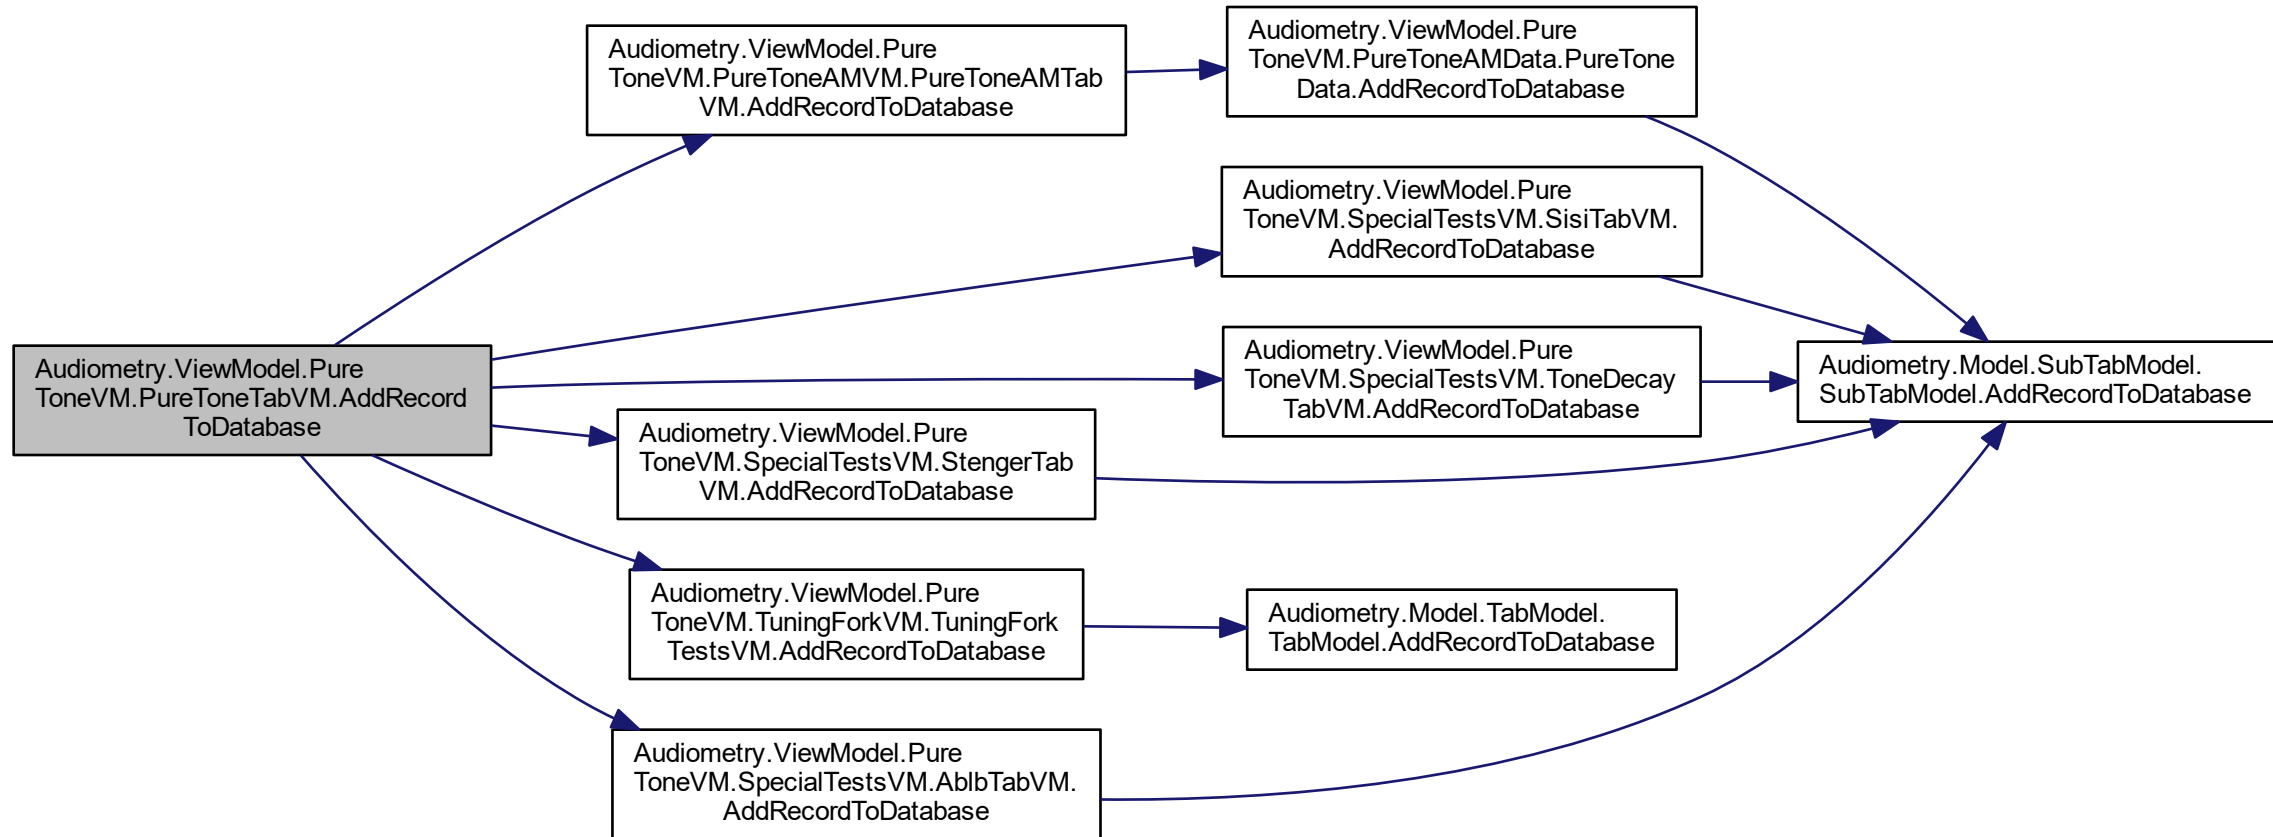 Audiometry.ViewModel.Pure
ToneVM.PureToneTabVM.AddRecord
ToDatabase
Audiometry.ViewModel.Pure
ToneVM.PureToneAMVM.PureToneAMTab
VM.AddRecordToDatabase
Audiometry.ViewModel.Pure
ToneVM.PureToneAMData.PureTone
Data.AddRecordToDatabase
Audiometry.ViewModel.Pure
ToneVM.SpecialTestsVM.SisiTabVM.
AddRecordToDatabase
Audiometry.ViewModel.Pure
ToneVM.SpecialTestsVM.ToneDecay
TabVM.AddRecordToDatabase
Audiometry.Model.SubTabModel.
SubTabModel.AddRecordToDatabase
Audiometry.ViewModel.Pure
ToneVM.SpecialTestsVM.StengerTab
VM.AddRecordToDatabase
Audiometry.ViewModel.Pure
ToneVM.TuningForkVM.TuningFork
TestsVM.AddRecordToDatabase
Audiometry.Model.TabModel.
TabModel.AddRecordToDatabase
Audiometry.ViewModel.Pure
ToneVM.SpecialTestsVM.AblbTabVM.
AddRecordToDatabase